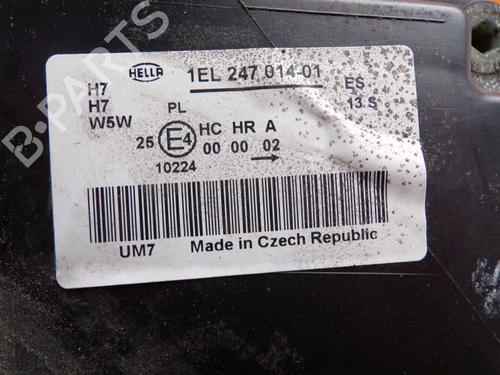 HELLA 1EL 247 014-01
H7 ES
H7 PL 13 S
W5W
25 E4 HC HR A
00 00 02
10224
UM7 Made in Czech Republic
B-PARTS